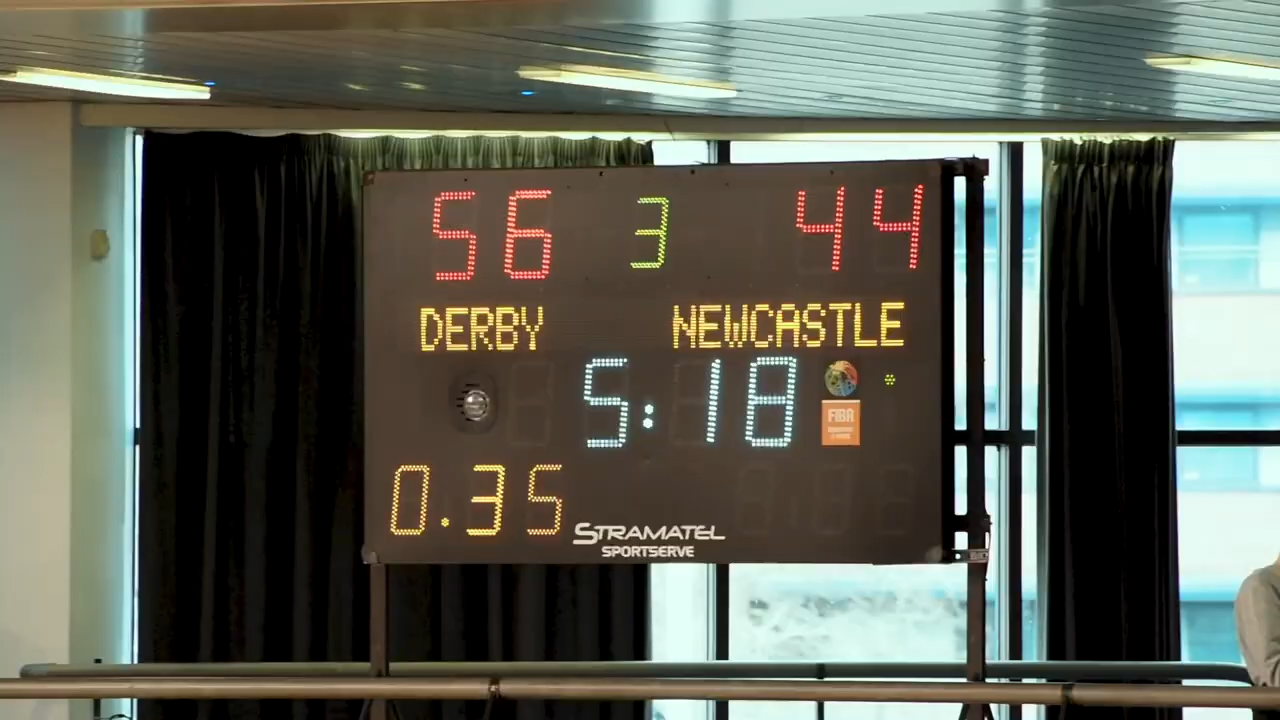 56 3 44
DERBY NEWCASTLE
5:18
FIBA
0.35
STRAMATEL
SPORTSERVE